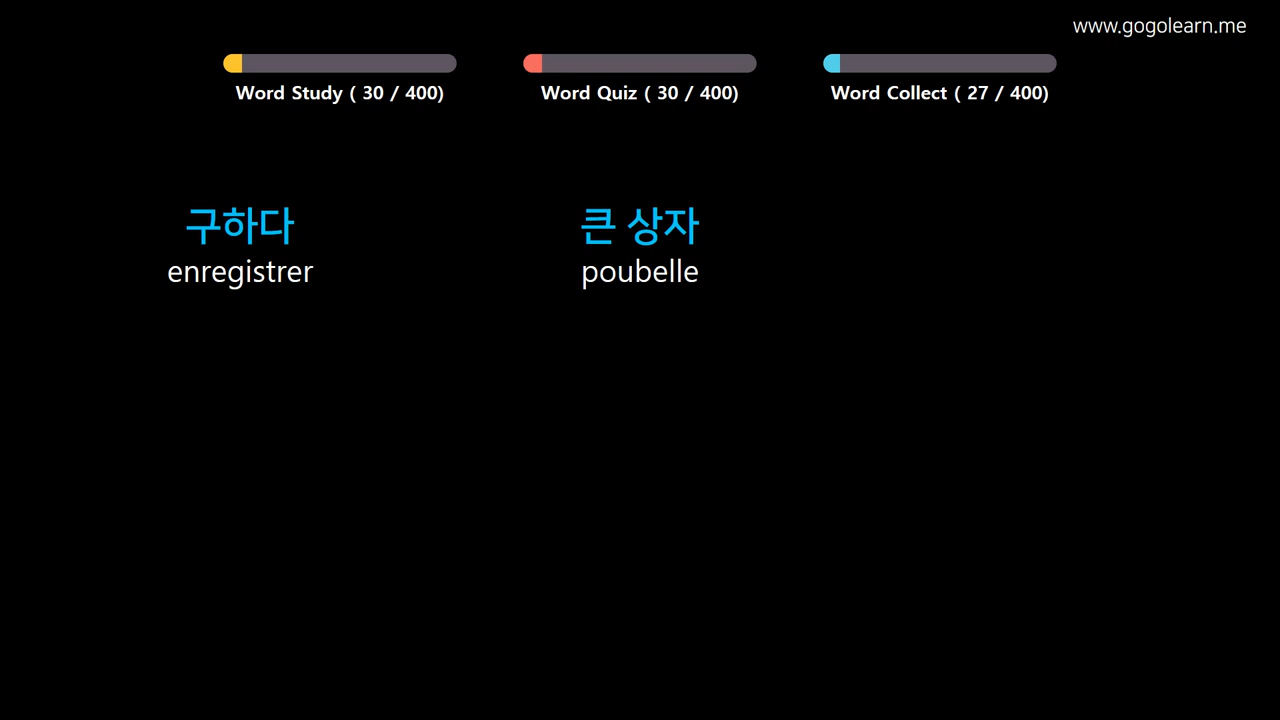 www.gogolearn.me
Word Study ( 30 / 400)
Word Quiz ( 30 / 400)
Word Collect ( 27 / 400)
구하다
enregistrer
큰 상자
poubelle